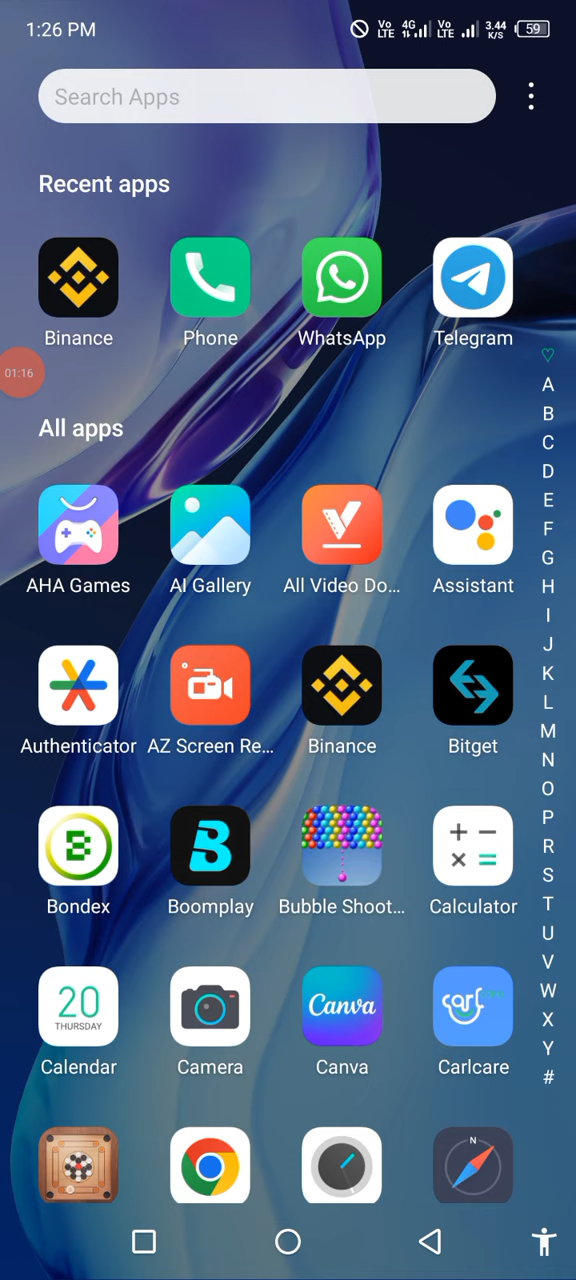 1:26 PM
Vo LTE 4G Vo LTE 3.44 K/S 59
Search Apps
Recent apps
Binance Phone WhatsApp Telegram
01:16
All apps
AHA Games AI Gallery All Video Do... Assistant
Authenticator AZ Screen Re... Binance Bitget
Bondex Boomplay Bubble Shoot... Calculator
20
THURSDAY
Canva
carl
Calendar Camera Canva Carlcare
N
A
B
C
D
E
F
G
H
I
J
K
L
M
N
O
P
R
S
T
U
V
W
X
Y
#